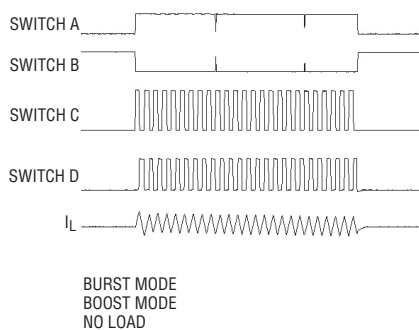 SWITCH A
SWITCH B
SWITCH C
SWITCH D
IL
BURST MODE
BOOST MODE
NO LOAD